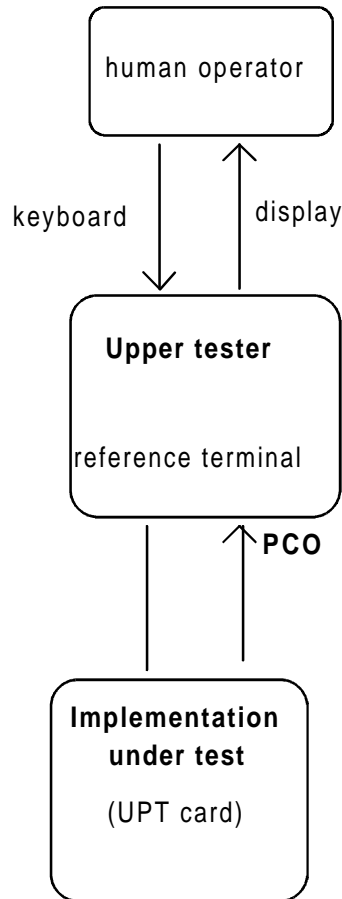 human operator
keyboard
display
Upper tester
reference terminal
PCO
Implementation
under test
(UPT card)